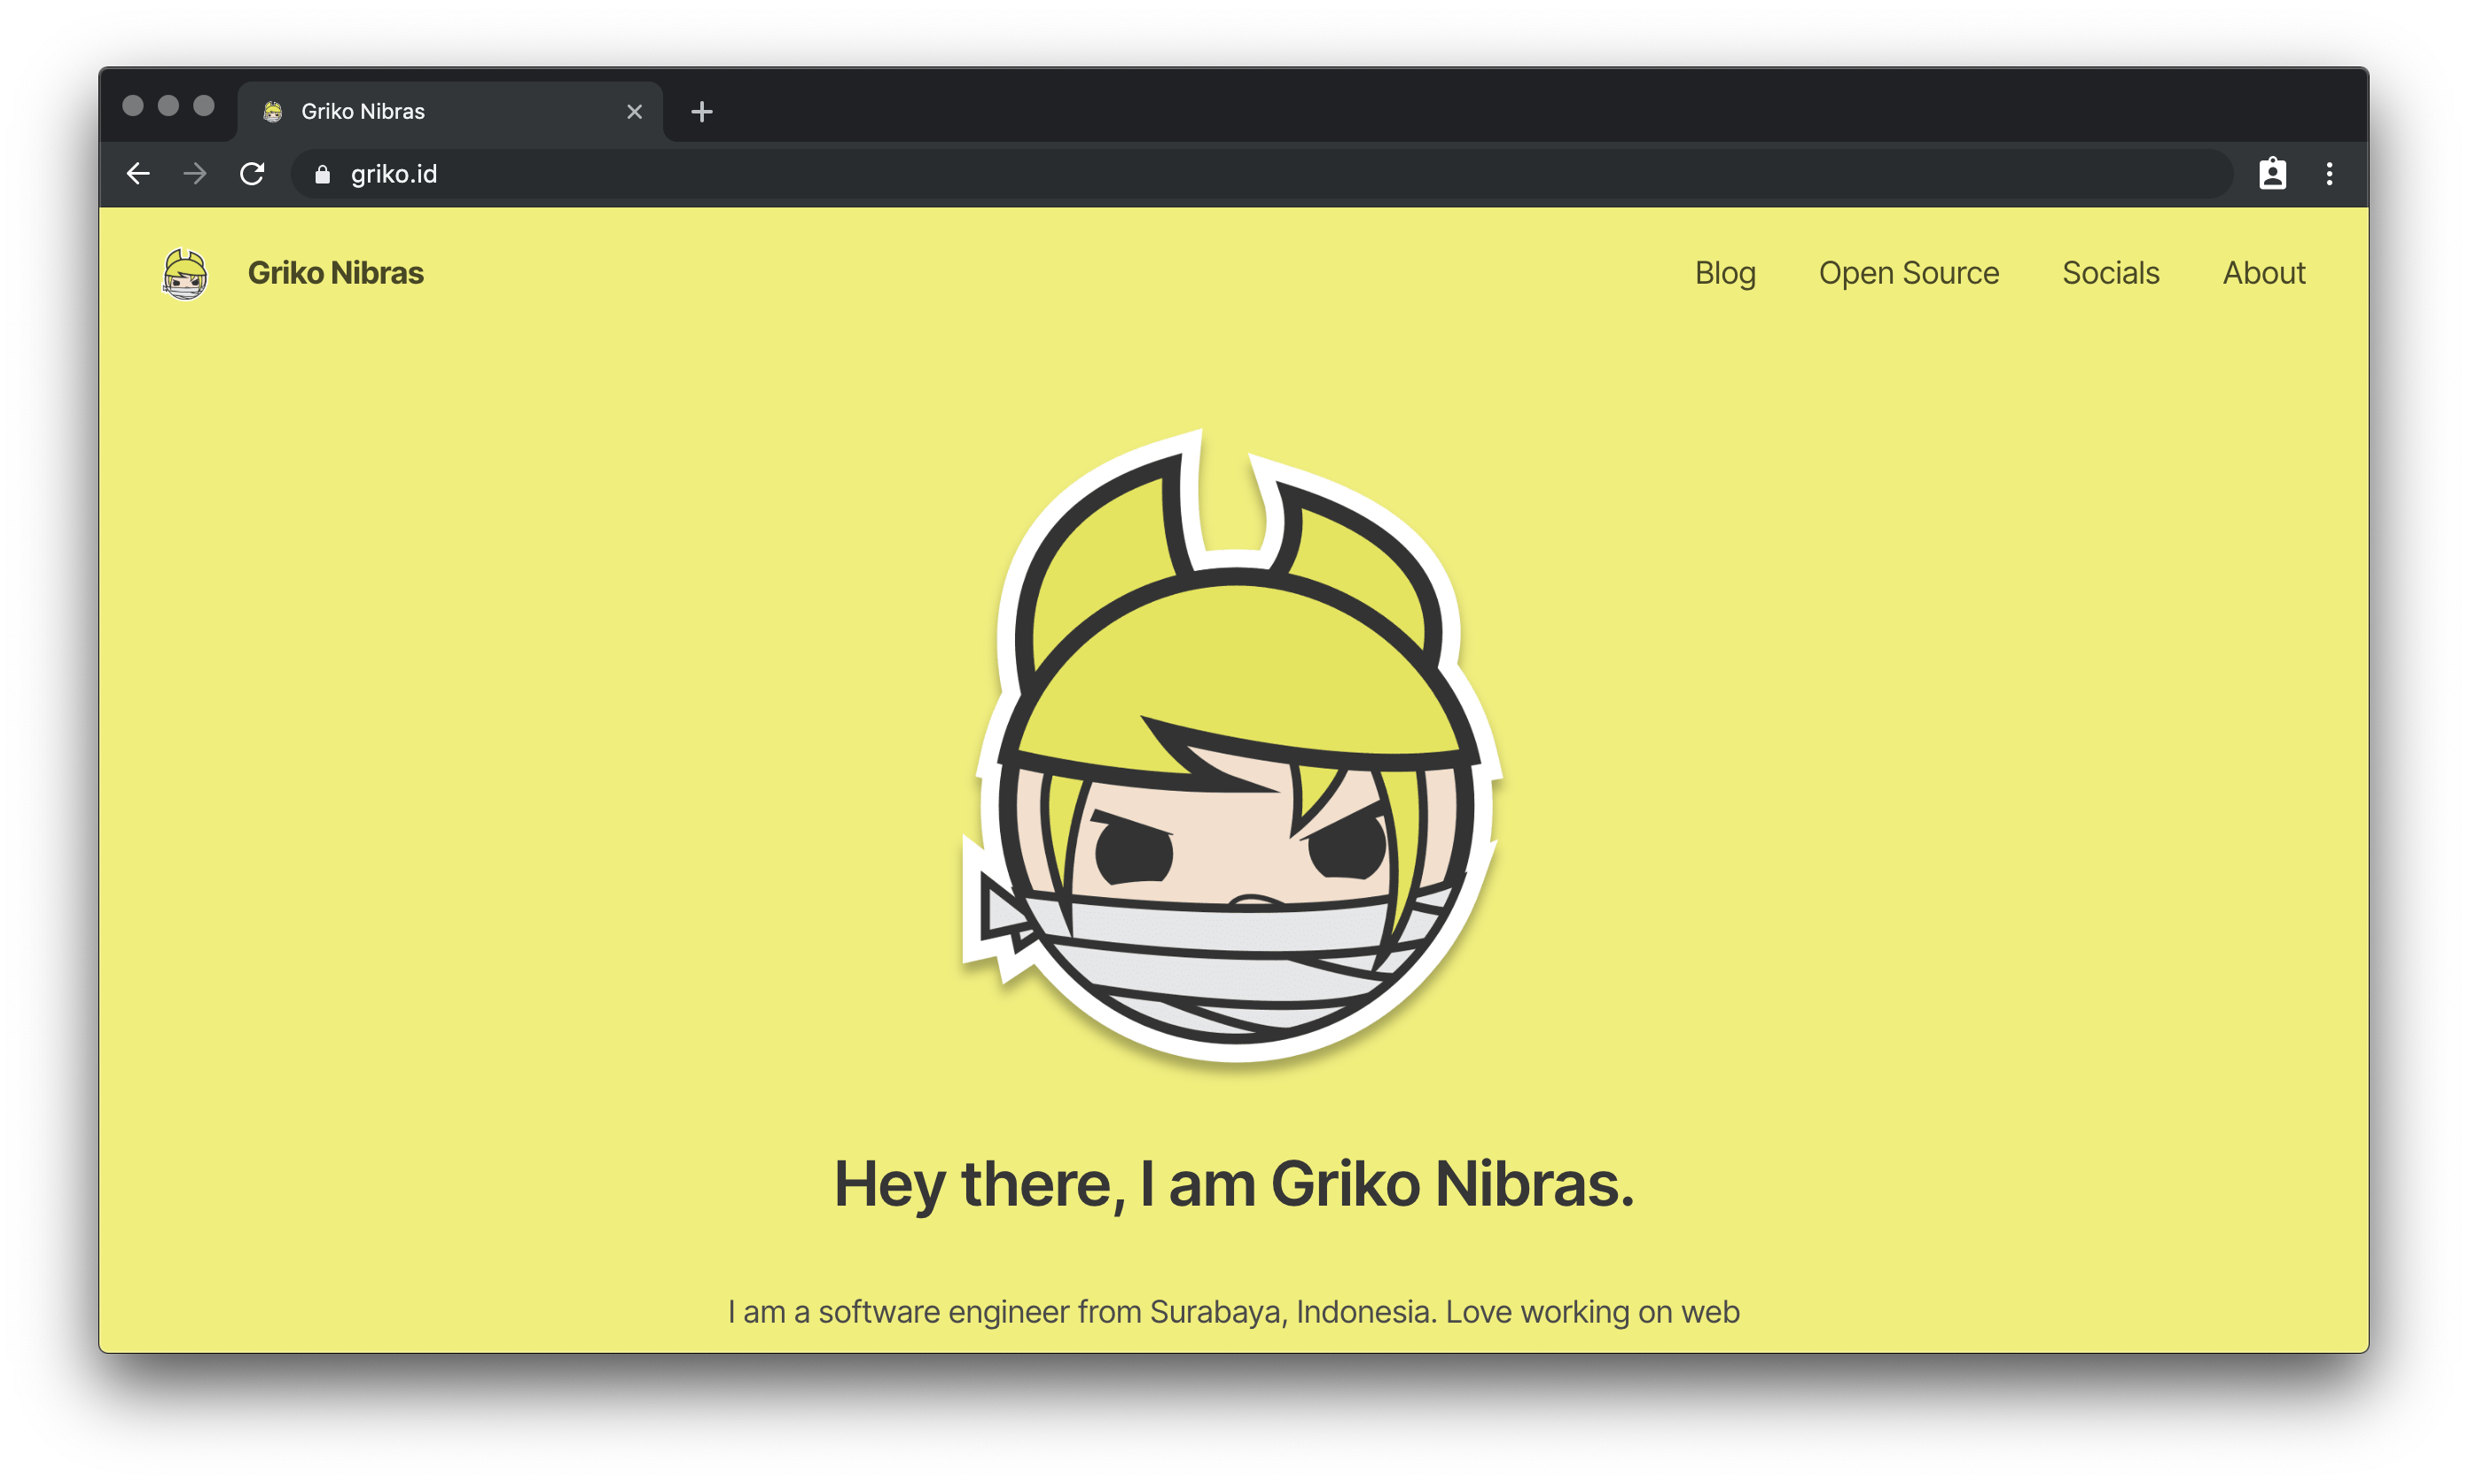 Griko Nibras
griko.id
Griko Nibras
Blog
Open Source
Socials
About
Hey there, I am Griko Nibras.
I am a software engineer from Surabaya, Indonesia. Love working on web